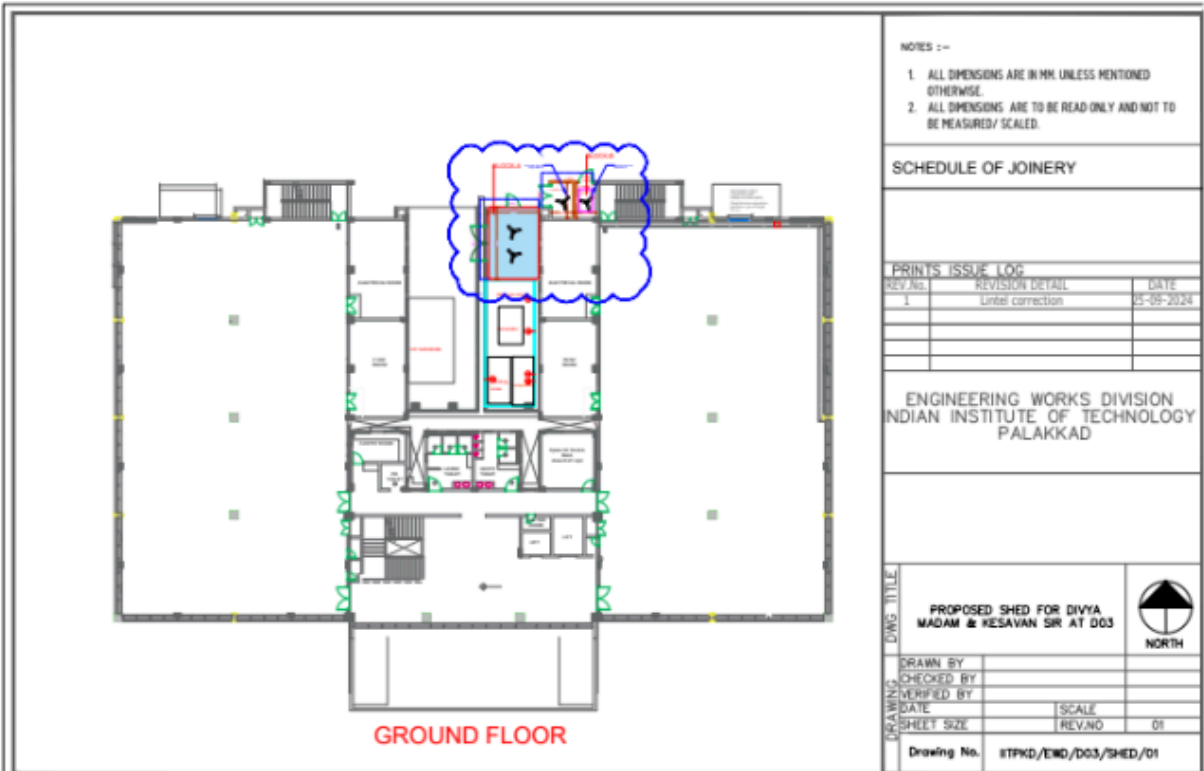 NOTES :-
1. ALL DIMENSIONS ARE IN MM. UNLESS MENTIONED
OTHERWISE.
2. ALL DIMENSIONS ARE TO BE READ ONLY AND NOT TO
BE MEASURED/ SCALED.
SCHEDULE OF JOINERY
PRINTS ISSUE LOG
REV.No. REVISION DETAIL DATE
1 Lintel correction 25-09-2024
ENGINEERING WORKS DIVISION
INDIAN INSTITUTE OF TECHNOLOGY
PALAKKAD
DWG TITLE
PROPOSED SHED FOR DIVYA
MADAM & KESAVAN SIR AT D03
NORTH
DRAWING
DRAWN BY
CHECKED BY
VERIFIED BY
DATE SCALE
SHEET SIZE REV.NO 01
Drawing No. IITPKD/EWD/D03/SHED/01
LIFT
LIFT
GROUND FLOOR